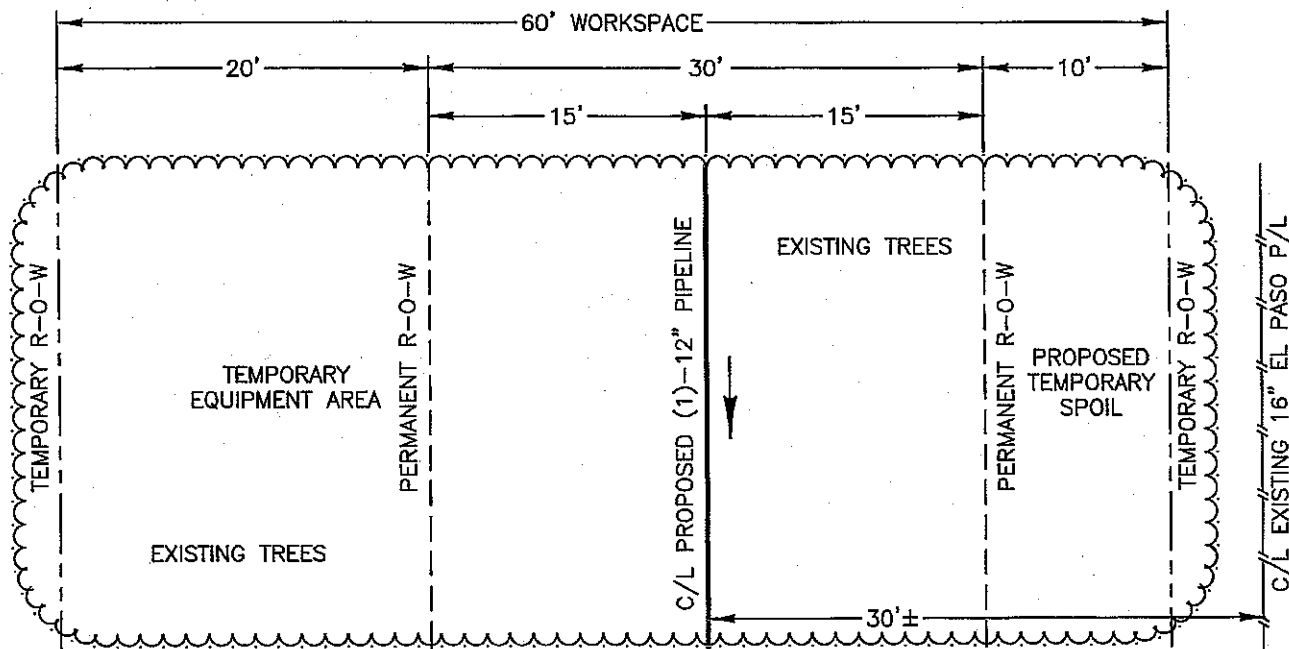 60' WORKSPACE
20'
30'
10'
15'
15'
EXISTING TREES
TEMPORARY R-O-W
PERMANENT R-O-W
C/L PROPOSED (1)-12" PIPELINE
PERMANENT R-O-W
TEMPORARY R-O-W
C/L EXISTING 16" EL PASO P/L
TEMPORARY
EQUIPMENT AREA
PROPOSED
TEMPORARY
SPOIL
EXISTING TREES
30'±